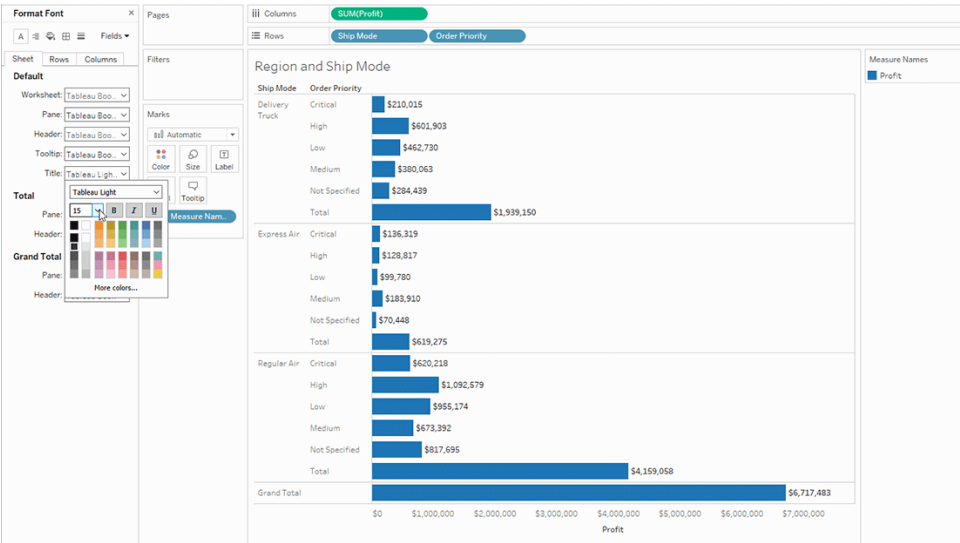 Format Font ×
A Fields
Sheet Rows Columns
Default
Worksheet: Tableau Boo..
Pane: Tableau Boo..
Header: Tableau Boo..
Tooltip: Tableau Boo..
Title: Tableau Ligh..
Tableau Light
15 B I U
Total
Pane:
Header:
Grand Total
Pane:
Header:
More colors...
Pages
Filters
Marks
Automatic
Color Size Label
Tooltip
Measure Nam..
Columns SUM(Profit)
Rows Ship Mode Order Priority
Region and Ship Mode
Ship Mode Order Priority
Delivery Truck
Critical $210,015
High $601,903
Low $462,730
Medium $380,063
Not Specified $284,439
Total $1,939,150
Express Air Critical $136,319
High $128,817
Low $99,780
Medium $183,910
Not Specified $70,448
Total $619,275
Regular Air Critical $620,218
High $1,092,579
Low $955,174
Medium $673,392
Not Specified $817,695
Total $4,159,058
Grand Total $6,717,483
$0 $1,000,000 $2,000,000 $3,000,000 $4,000,000 $5,000,000 $6,000,000 $7,000,000
Profit
Measure Names
Profit